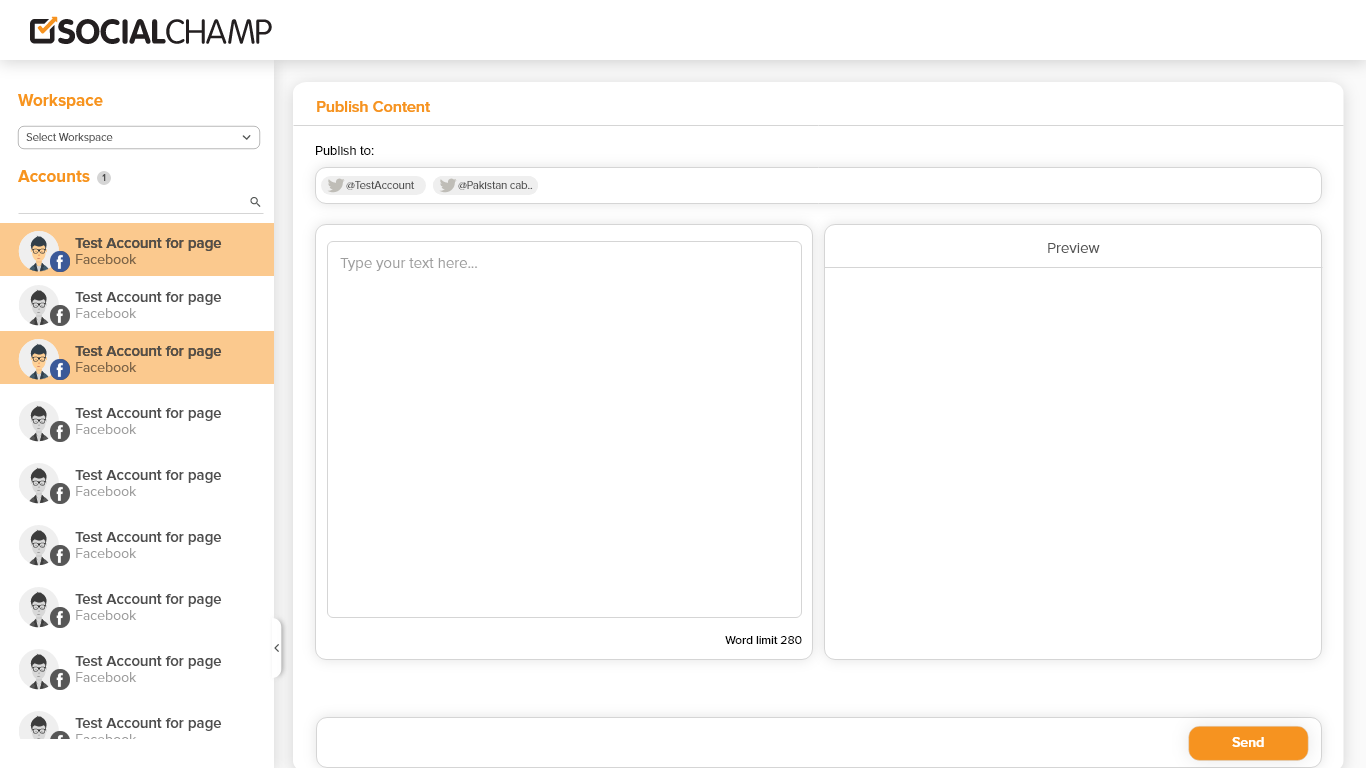 SOCIALCHAMP
Workspace
Select Workspace
Accounts 1
Test Account for page
Facebook
Test Account for page
Facebook
Test Account for page
Facebook
Test Account for page
Facebook
Test Account for page
Facebook
Test Account for page
Facebook
Test Account for page
Facebook
Test Account for page
Facebook
Test Account for page
Facebook
Publish Content
Publish to:
@TestAccount @Pakistan cab..
Type your text here...
Word limit 280
Preview
Send